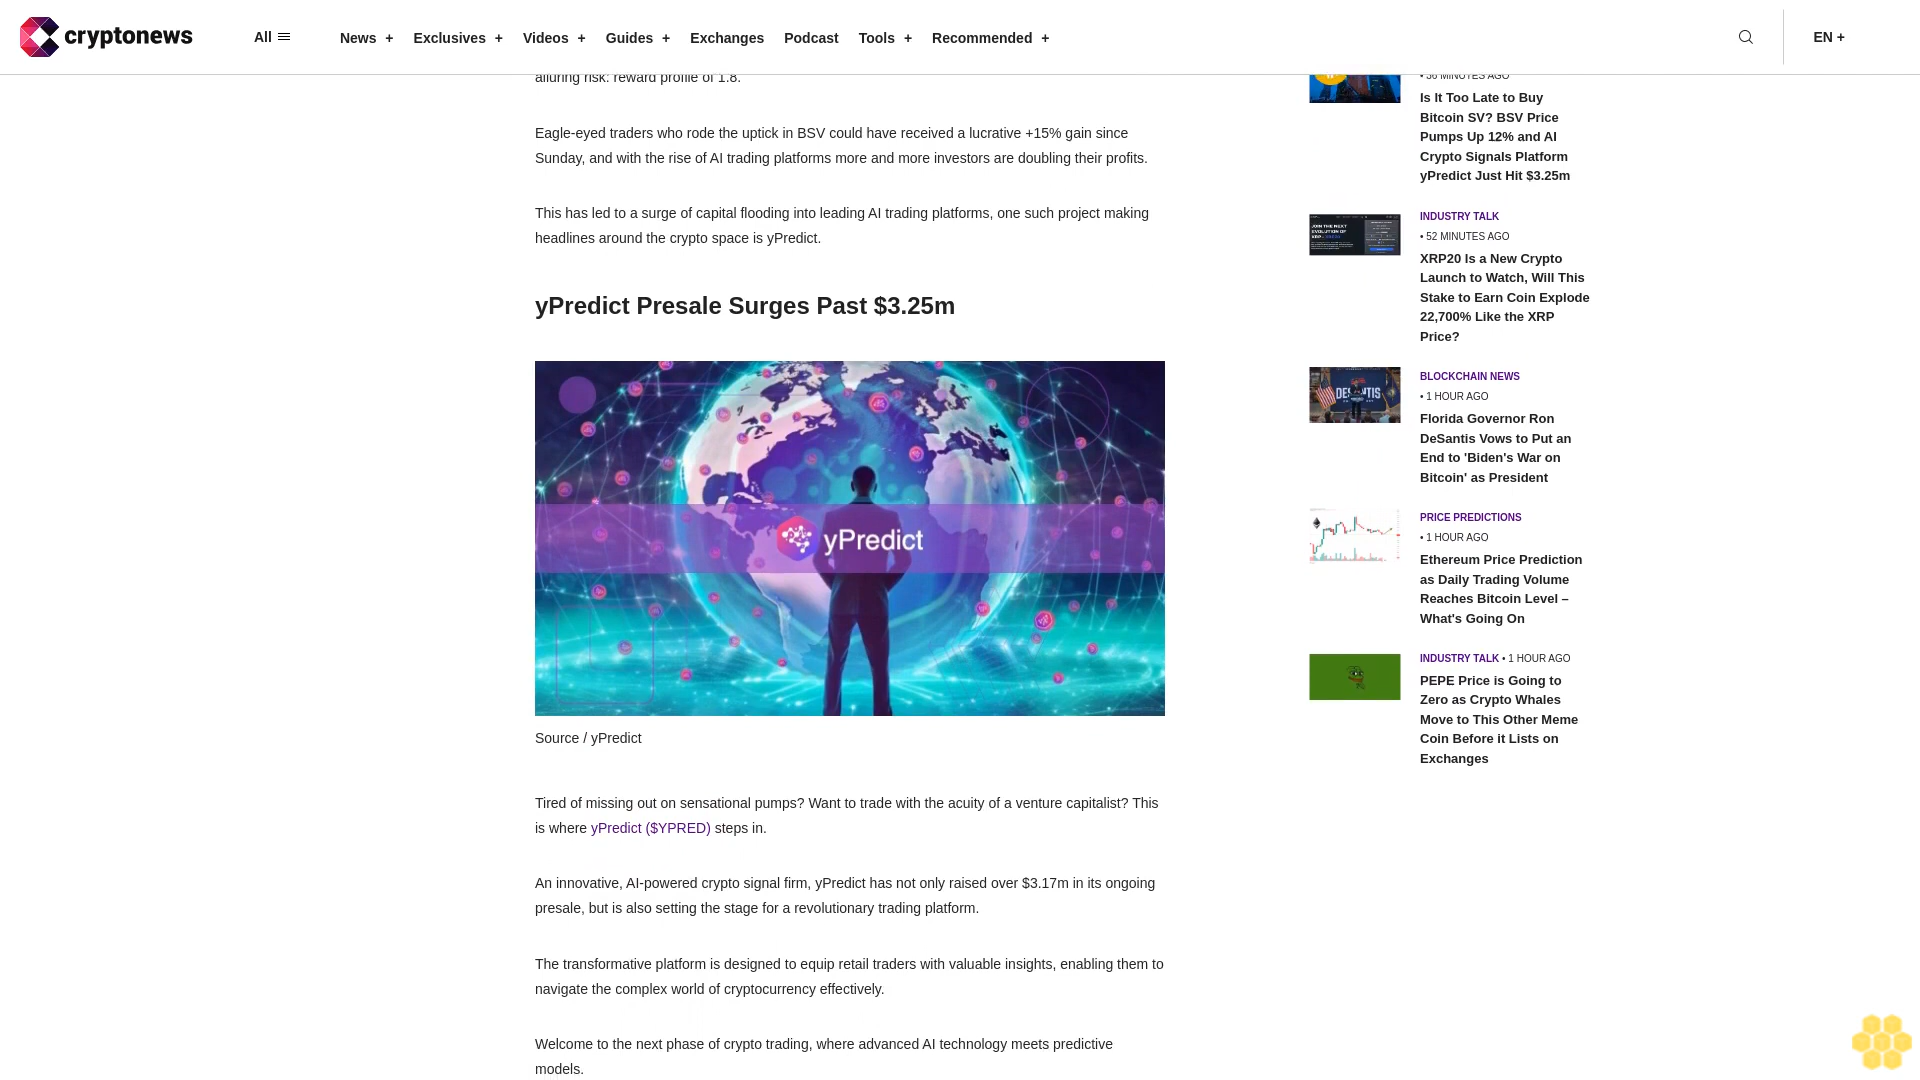 cryptonews
All
News +
Exclusives +
Videos +
Guides +
Exchanges
Podcast
Tools +
Recommended +
EN +
alluring risk: reward profile of 1.8.
Eagle-eyed traders who rode the uptick in BSV could have received a lucrative +15% gain since
Sunday, and with the rise of AI trading platforms more and more investors are doubling their profits.
This has led to a surge of capital flooding into leading AI trading platforms, one such project making
headlines around the crypto space is yPredict.
yPredict Presale Surges Past $3.25m
yPredict
Source / yPredict
Tired of missing out on sensational pumps? Want to trade with the acuity of a venture capitalist? This
is where yPredict ($YPRED) steps in.
An innovative, AI-powered crypto signal firm, yPredict has not only raised over $3.17m in its ongoing
presale, but is also setting the stage for a revolutionary trading platform.
The transformative platform is designed to equip retail traders with valuable insights, enabling them to
navigate the complex world of cryptocurrency effectively.
Welcome to the next phase of crypto trading, where advanced AI technology meets predictive
models.
• 36 MINUTES AGO
Is It Too Late to Buy
Bitcoin SV? BSV Price
Pumps Up 12% and AI
Crypto Signals Platform
yPredict Just Hit $3.25m
JOIN THE NEXT
EVOLUTION OF
INDUSTRY TALK
• 52 MINUTES AGO
XRP20 Is a New Crypto
Launch to Watch, Will This
Stake to Earn Coin Explode
22,700% Like the XRP
Price?
DESANTIS
BLOCKCHAIN NEWS
• 1 HOUR AGO
Florida Governor Ron
DeSantis Vows to Put an
End to 'Biden's War on
Bitcoin' as President
PRICE PREDICTIONS
• 1 HOUR AGO
Ethereum Price Prediction
as Daily Trading Volume
Reaches Bitcoin Level –
What's Going On
INDUSTRY TALK • 1 HOUR AGO
PEPE Price is Going to
Zero as Crypto Whales
Move to This Other Meme
Coin Before it Lists on
Exchanges